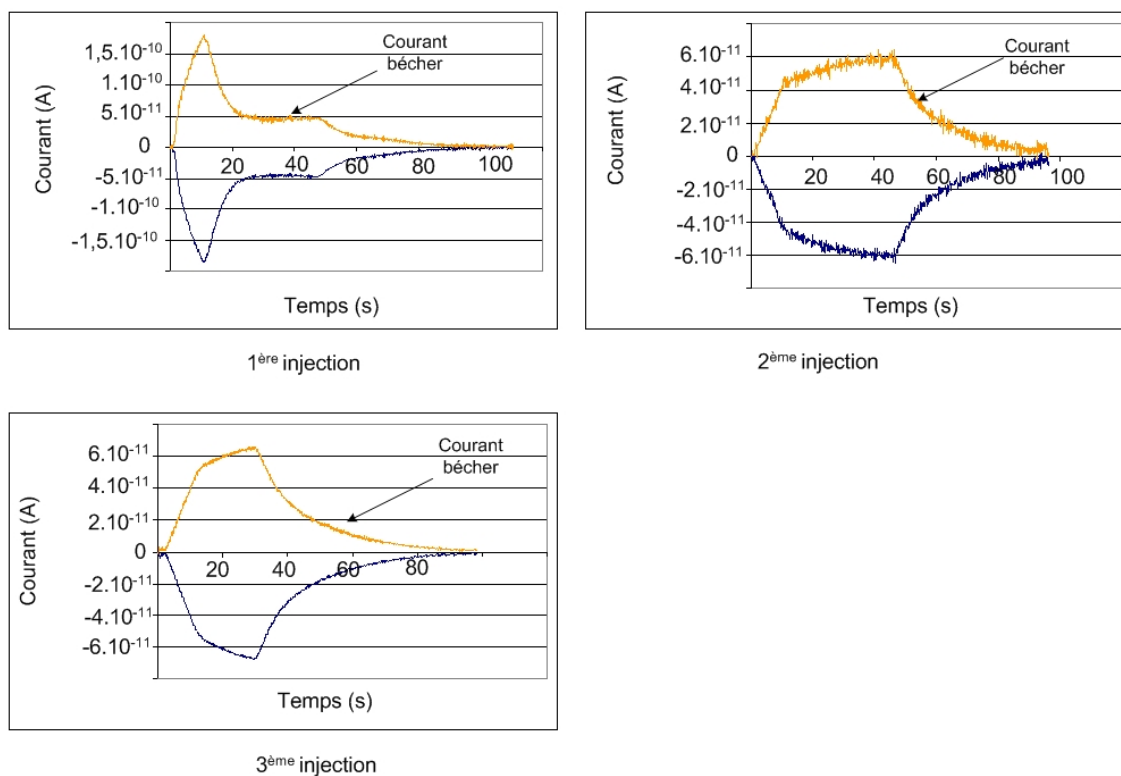 Courant (A)
1,5.10⁻¹⁰
1.10⁻¹⁰
5.10⁻¹¹
0
-5.10⁻¹¹
-1.10⁻¹⁰
-1,5.10⁻¹⁰
20 40 60 80 100
Courant
bécher
Temps (s)
1ère injection
Courant (A)
6.10⁻¹¹
4.10⁻¹¹
2.10⁻¹¹
0
-2.10⁻¹¹
-4.10⁻¹¹
-6.10⁻¹¹
20 40 60 80 100
Courant
bécher
Temps (s)
2ème injection
Courant (A)
6.10⁻¹¹
4.10⁻¹¹
2.10⁻¹¹
0
-2.10⁻¹¹
-4.10⁻¹¹
-6.10⁻¹¹
20 40 60 80
Courant
bécher
Temps (s)
3ème injection